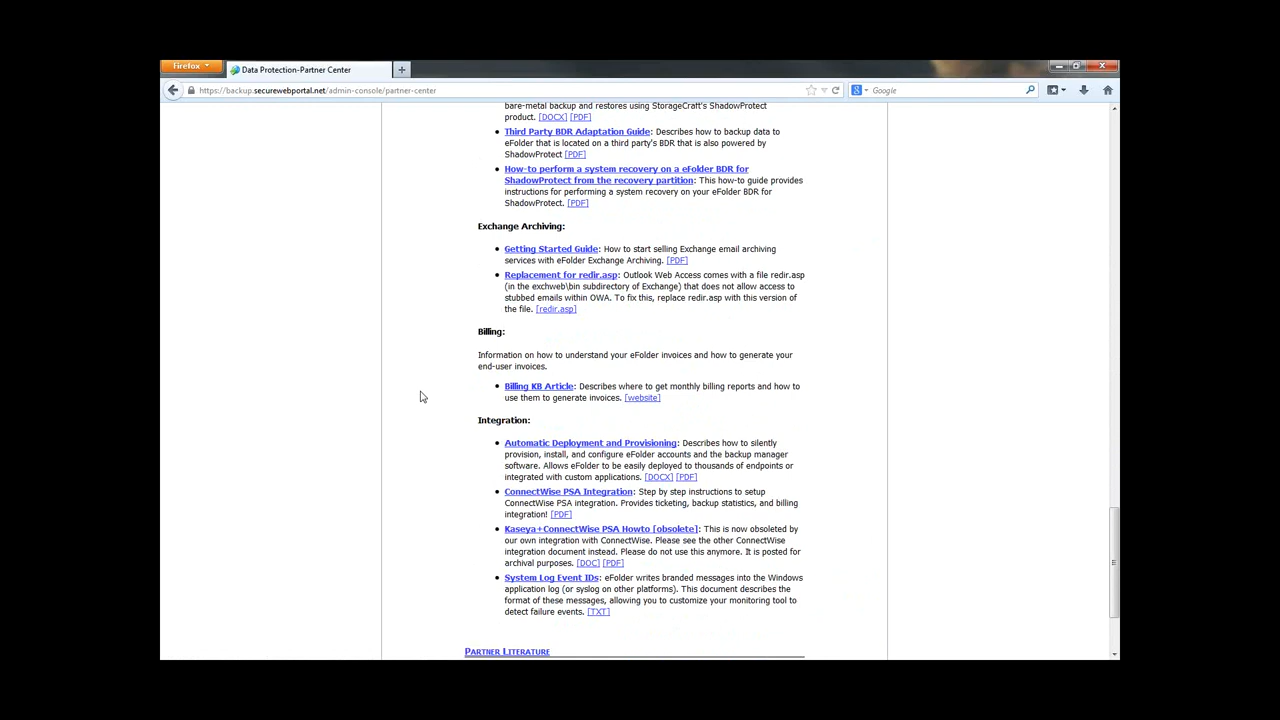 Firefox
Data Protection-Partner Center
https://backup.securewebportal.net/admin-console/partner-center
Google
bare-metal backup and restores using StorageCraft's ShadowProtect
product. [DOCX] [PDF]
Third Party BDR Adaptation Guide: Describes how to backup data to
eFolder that is located on a third party's BDR that is also powered by
ShadowProtect [PDF]
How-to perform a system recovery on a eFolder BDR for
ShadowProtect from the recovery partition: This how-to guide provides
instructions for performing a system recovery on your eFolder BDR for
ShadowProtect. [PDF]
Exchange Archiving:
Getting Started Guide: How to start selling Exchange email archiving
services with eFolder Exchange Archiving. [PDF]
Replacement for redir.asp: Outlook Web Access comes with a file redir.asp
(in the exchweb\bin subdirectory of Exchange) that does not allow access to
stubbed emails within OWA. To fix this, replace redir.asp with this version of
the file. [redir.asp]
Billing:
Information on how to understand your eFolder invoices and how to generate your
end-user invoices.
Billing KB Article: Describes where to get monthly billing reports and how to
use them to generate invoices. [website]
Integration:
Automatic Deployment and Provisioning: Describes how to silently
provision, install, and configure eFolder accounts and the backup manager
software. Allows eFolder to be easily deployed to thousands of endpoints or
integrated with custom applications. [DOCX] [PDF]
ConnectWise PSA Integration: Step by step instructions to setup
ConnectWise PSA integration. Provides ticketing, backup statistics, and billing
integration! [PDF]
Kaseya+ConnectWise PSA Howto [obsolete]: This is now obsoleted by
our own integration with ConnectWise. Please see the other ConnectWise
integration document instead. Please do not use this anymore. It is posted for
archival purposes. [DOC] [PDF]
System Log Event IDs: eFolder writes branded messages into the Windows
application log (or syslog on other platforms). This document describes the
format of these messages, allowing you to customize your monitoring tool to
detect failure events. [TXT]
PARTNER LITERATURE